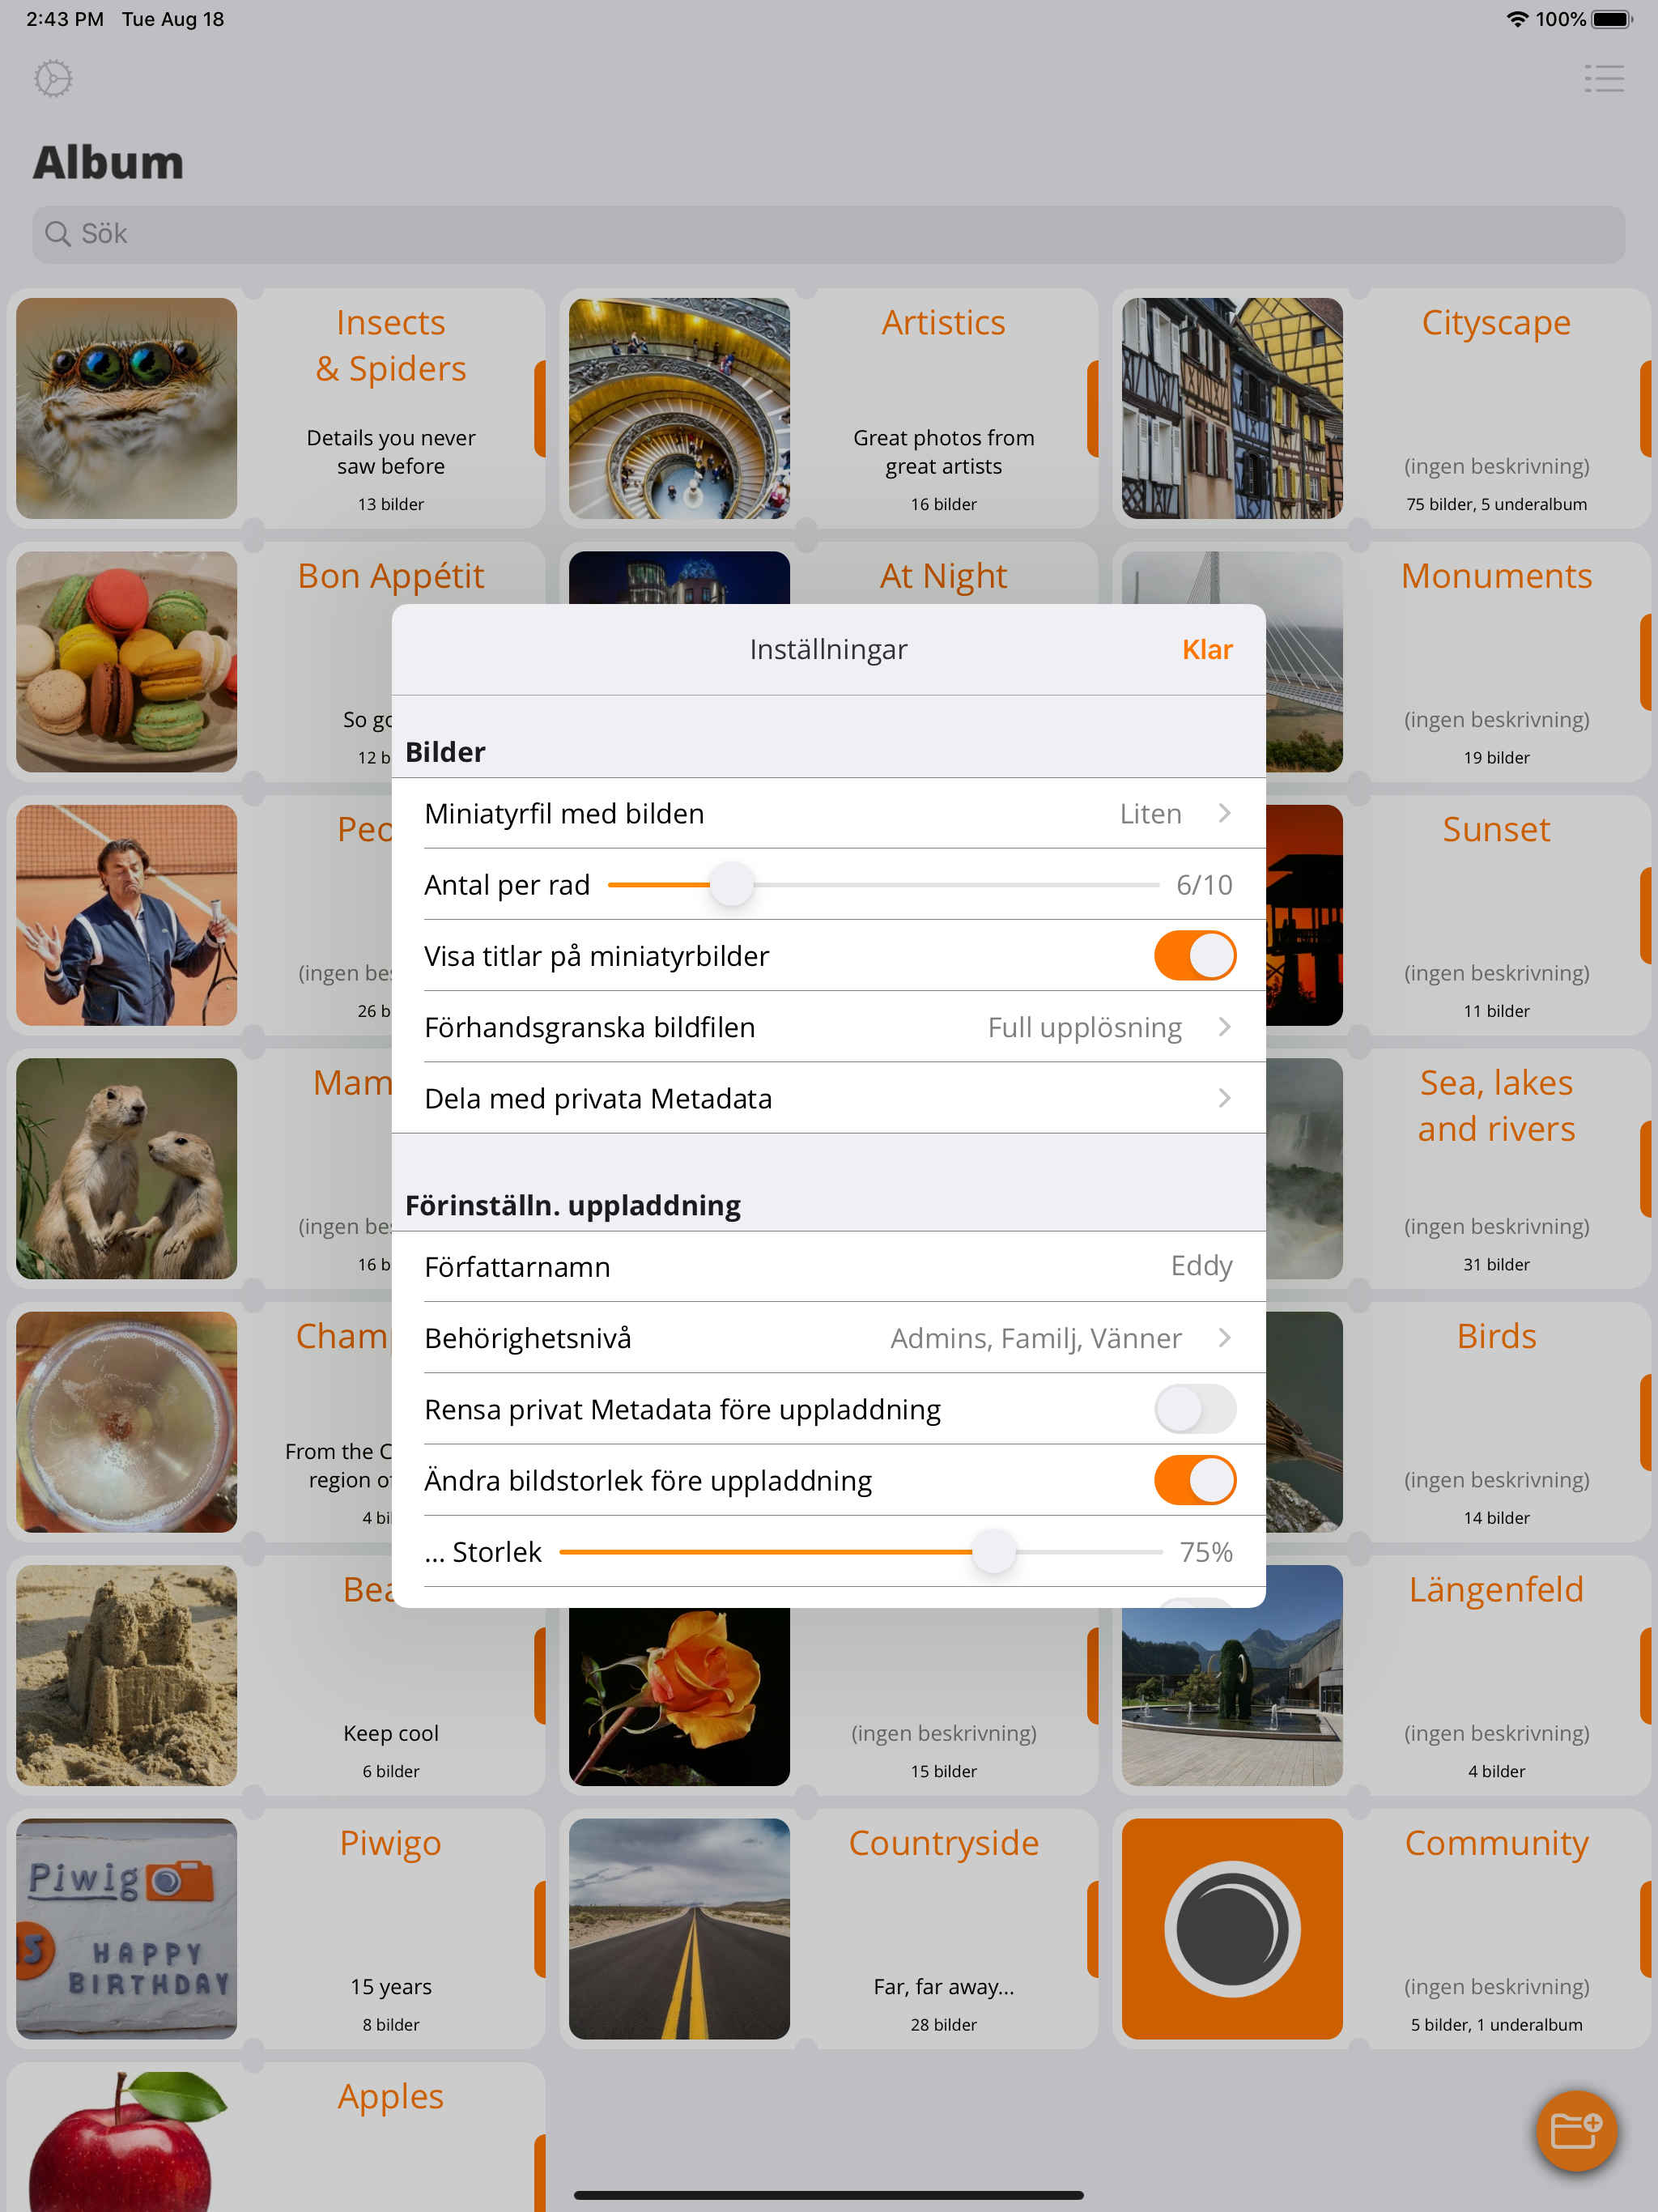 2:43 PM Tue Aug 18
100%
Album
Sök
Insects
& Spiders
Details you never
saw before
13 bilder
Artistics
Great photos from
great artists
16 bilder
Cityscape
(ingen beskrivning)
75 bilder, 5 underalbum
Bon Appétit
So go
12 b
At Night
Monuments
(ingen beskrivning)
19 bilder
Inställningar
Klar
Bilder
Miniatyrfil med bilden Liten
Antal per rad 6/10
Visa titlar på miniatyrbilder
Förhandsgranska bildfilen Full upplösning
Dela med privata Metadata
Förinställn. uppladdning
Författarnamn Eddy
Behörighetsnivå Admins, Familj, Vänner
Rensa privat Metadata före uppladdning
Ändra bildstorlek före uppladdning
... Storlek 75%
Peo
(ingen bes
26 b
Sunset
(ingen beskrivning)
11 bilder
Mam
(ingen bes
16 b
Sea, lakes
and rivers
(ingen beskrivning)
31 bilder
Cham
From the C
region of
4 bil
Birds
(ingen beskrivning)
14 bilder
Bea
Keep cool
6 bilder
(ingen beskrivning)
15 bilder
Längenfeld
(ingen beskrivning)
4 bilder
Piwig
15
HAPPY
BIRTHDAY
Piwigo
15 years
8 bilder
Countryside
Far, far away...
28 bilder
Community
(ingen beskrivning)
5 bilder, 1 underalbum
Apples